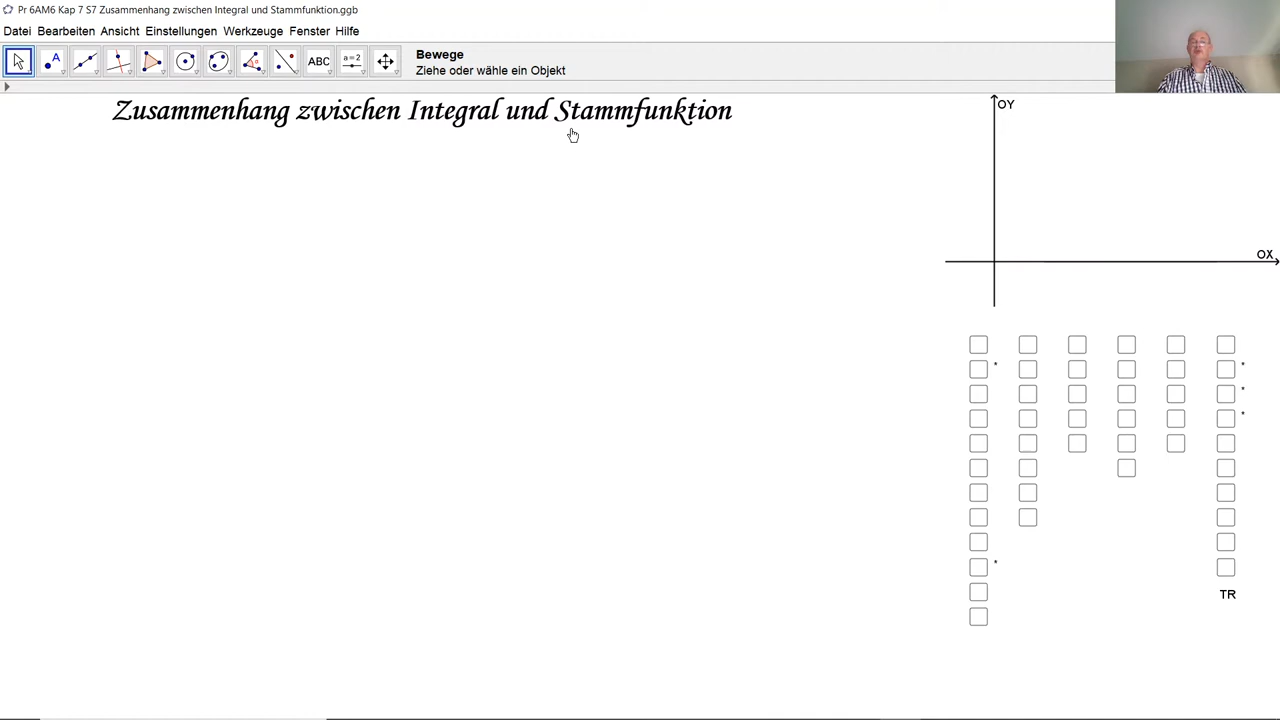 Pr 6AM6 Kap 7 S7 Zusammenhang zwischen Integral und Stammfunktion.ggb
Datei Bearbeiten Ansicht Einstellungen Werkzeuge Fenster Hilfe
A
ABC
a=2
Bewege
Ziehe oder wähle ein Objekt
Zusammenhang zwischen Integral und Stammfunktion
OY
OX
* *
*
*
*
TR